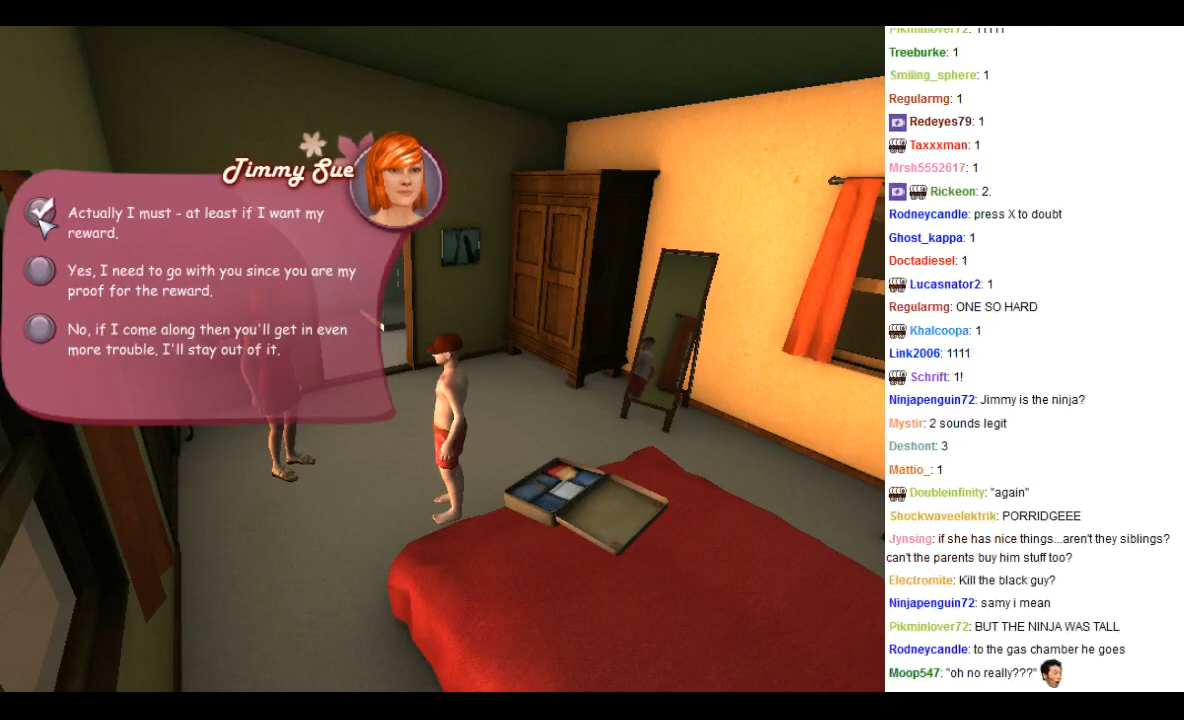 Jimmy Sue
Actually I must - at least if I want my
reward.
Yes, I need to go with you since you are my
proof for the reward.
No, if I come along then you'll get in even
more trouble. I'll stay out of it.
Pikminlover72: 11111
Treeburke: 1
Smiling_sphere: 1
Regularmg: 1
Redeyes79: 1
Taxxxman: 1
Mrsh5552617: 1
Rickeon: 2.
Rodneycandle: press X to doubt
Ghost_kappa: 1
Doctadiesel: 1
Lucasnator2: 1
Regularmg: ONE SO HARD
Khalcoopa: 1
Link2006: 1111
Schrift: 1!
Ninjapenguin72: Jimmy is the ninja?
Mystir: 2 sounds legit
Deshont: 3
Mattio_: 1
Doubleinfinity: "again"
Shockwaveelektrik: PORRIDGEEE
Jynsing: if she has nice things...aren't they siblings?
can't the parents buy him stuff too?
Electromite: Kill the black guy?
Ninjapenguin72: samy i mean
Pikminlover72: BUT THE NINJA WAS TALL
Rodneycandle: to the gas chamber he goes
Moop547: "oh no really???"